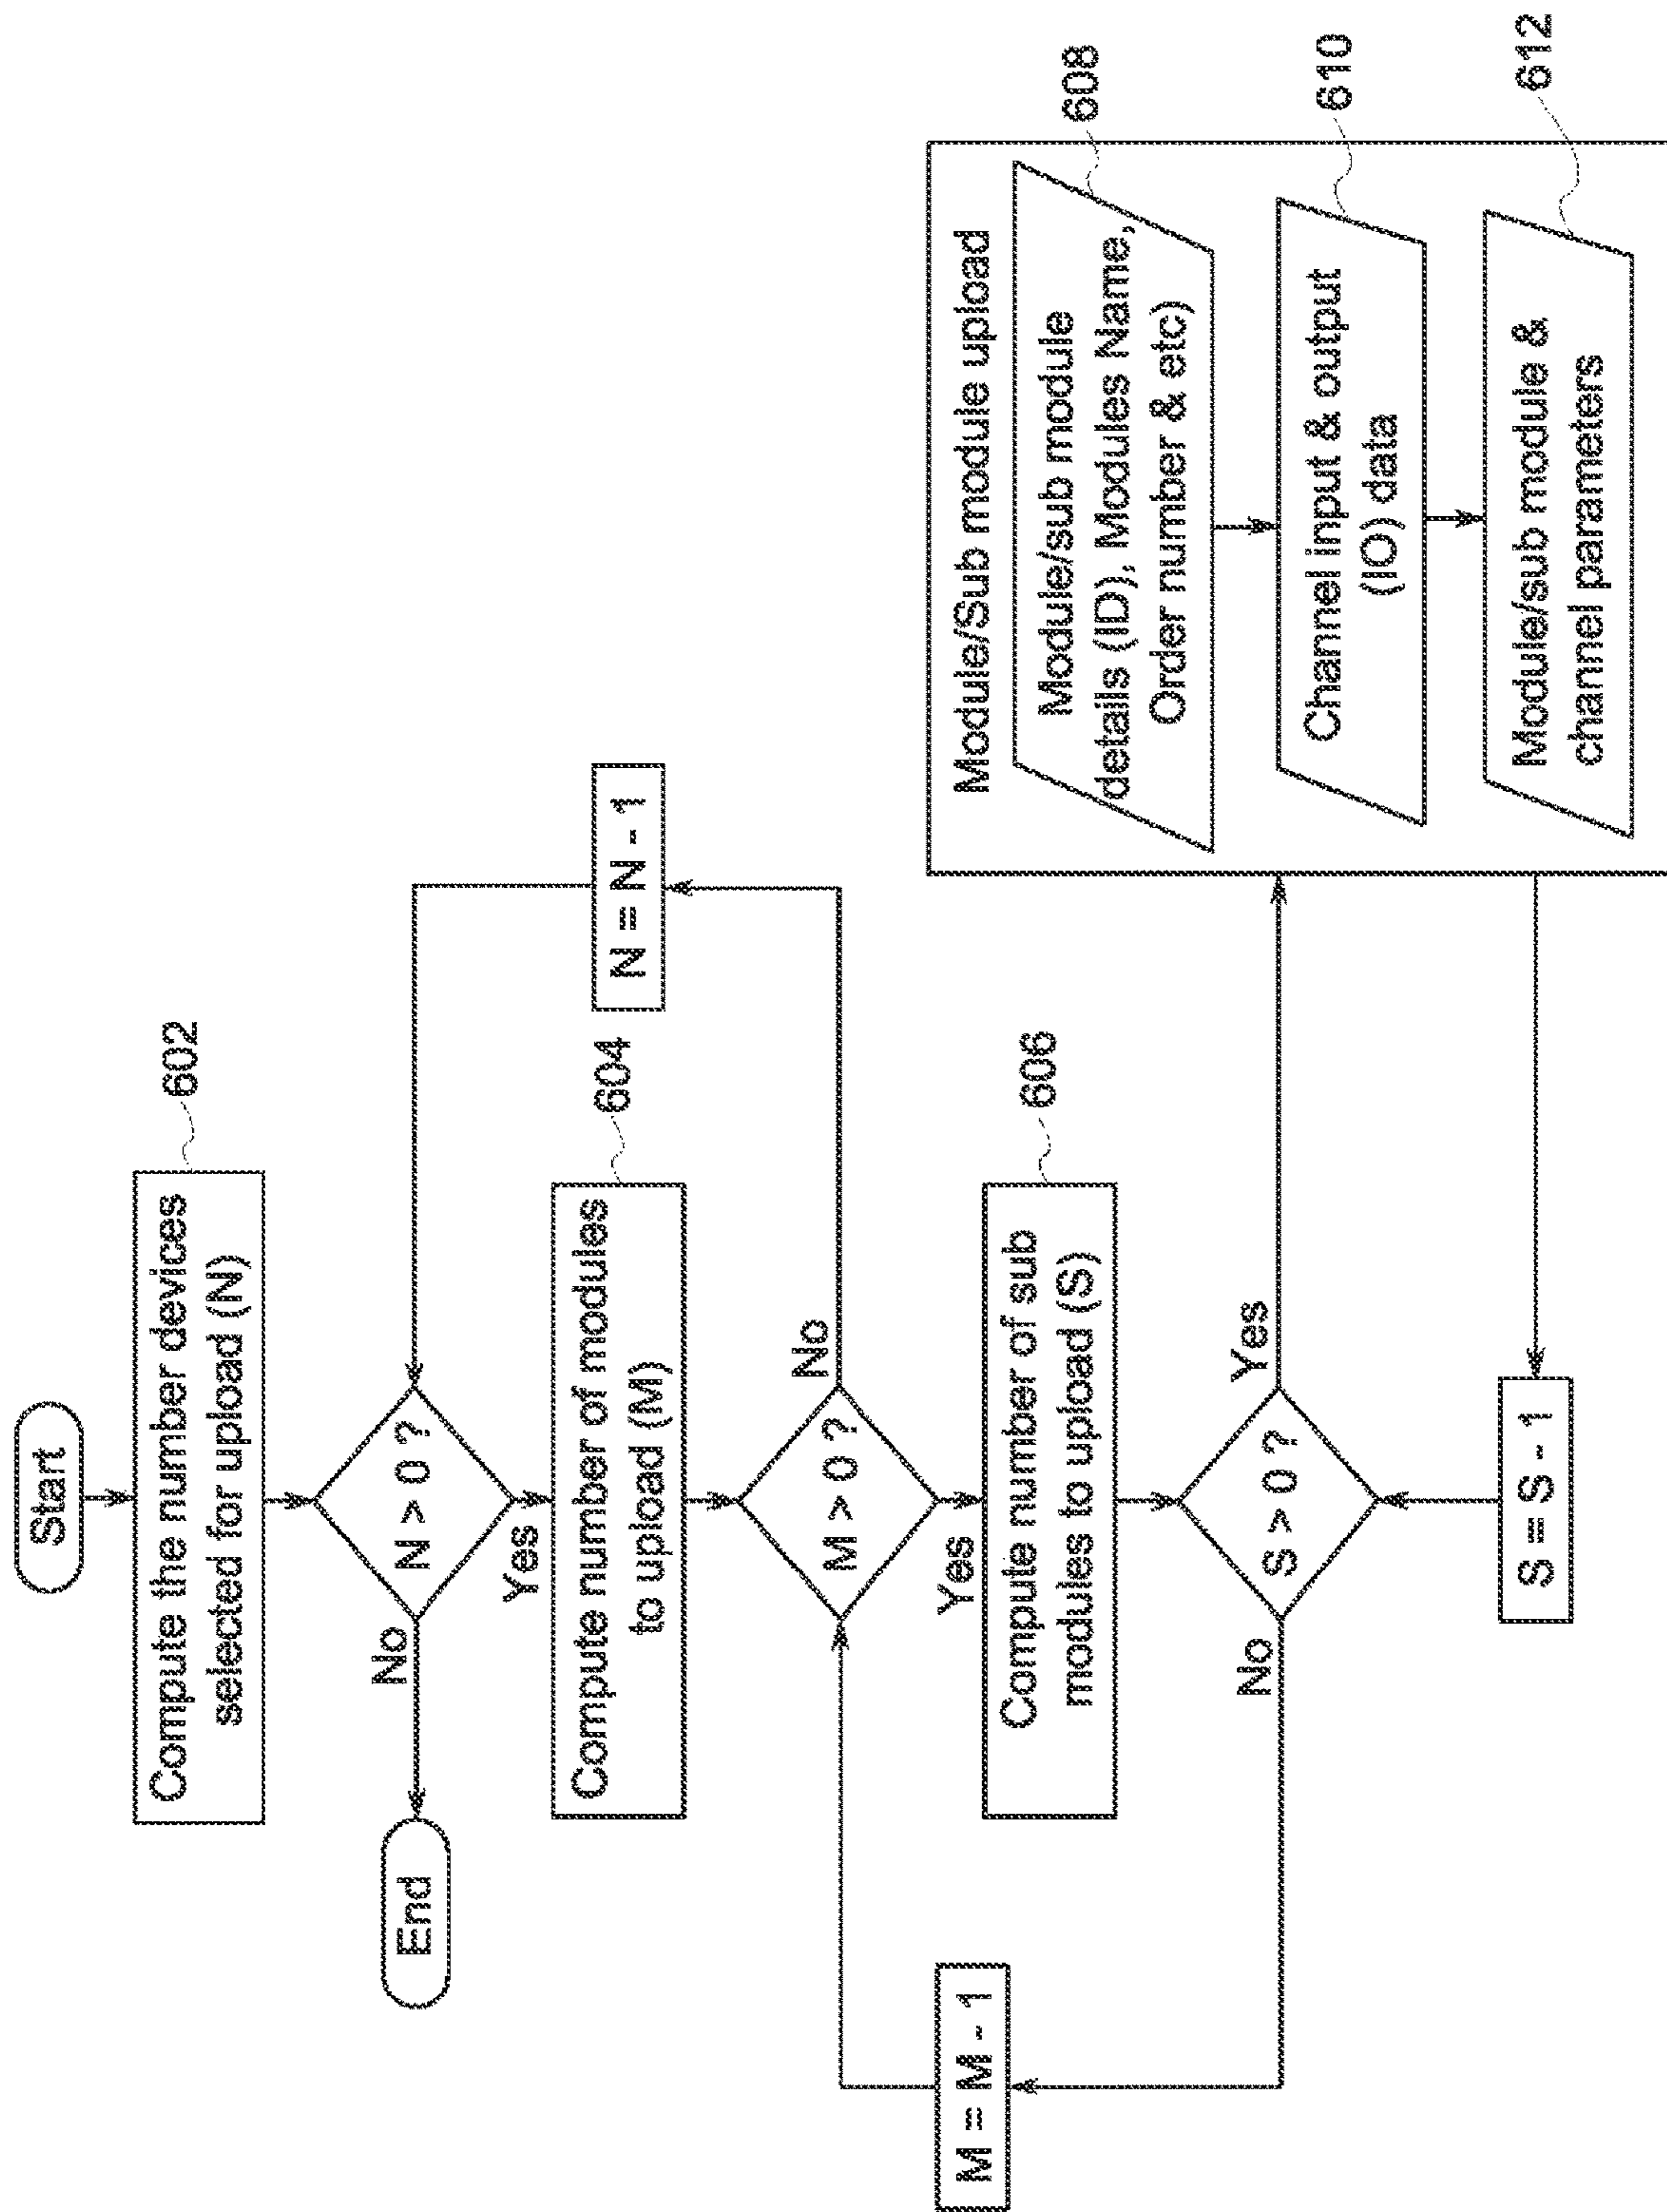 Start
Compute the number devices
selected for upload (N)
602
N > 0 ?
No
End
Yes
N = N - 1
Compute number of modules
to upload (M)
604
M > 0 ?
No
Yes
M = M - 1
Compute number of sub
modules to upload (S)
606
S > 0 ?
No
Yes
S = S - 1
Module/Sub module upload
Module/sub module
details (ID), Modules Name,
Order number & etc)
608
Channel input & output
(IO) data
610
Module/sub module &
channel parameters
612